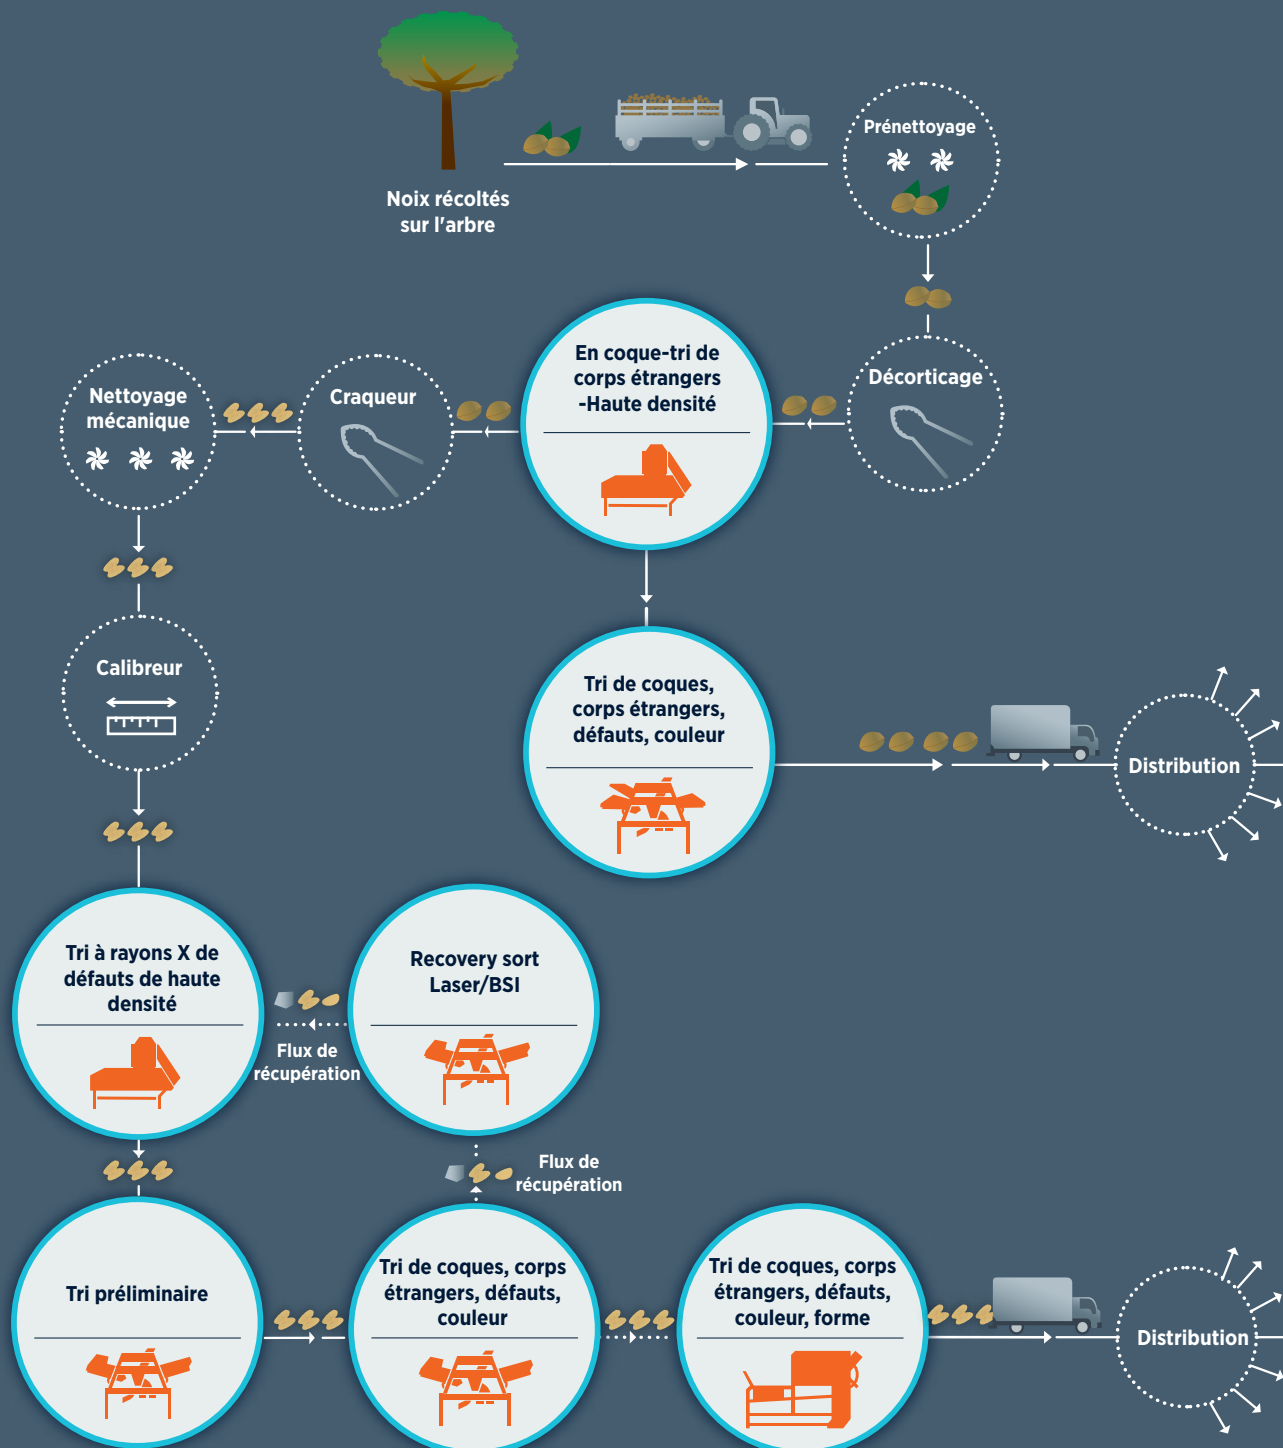 Noix récoltés
sur l'arbre
Prénettoyage
Décorticage
En coque-tri de
corps étrangers
-Haute densité
Craqueur
Nettoyage
mécanique
Calibreur
Tri de coques,
corps étrangers,
défauts, couleur
Distribution
Tri à rayons X de
défauts de haute
densité
Flux de
récupération
Recovery sort
Laser/BSI
Flux de
récupération
Tri préliminaire
Tri de coques, corps
étrangers, défauts,
couleur
Tri de coques, corps
étrangers, défauts,
couleur, forme
Distribution